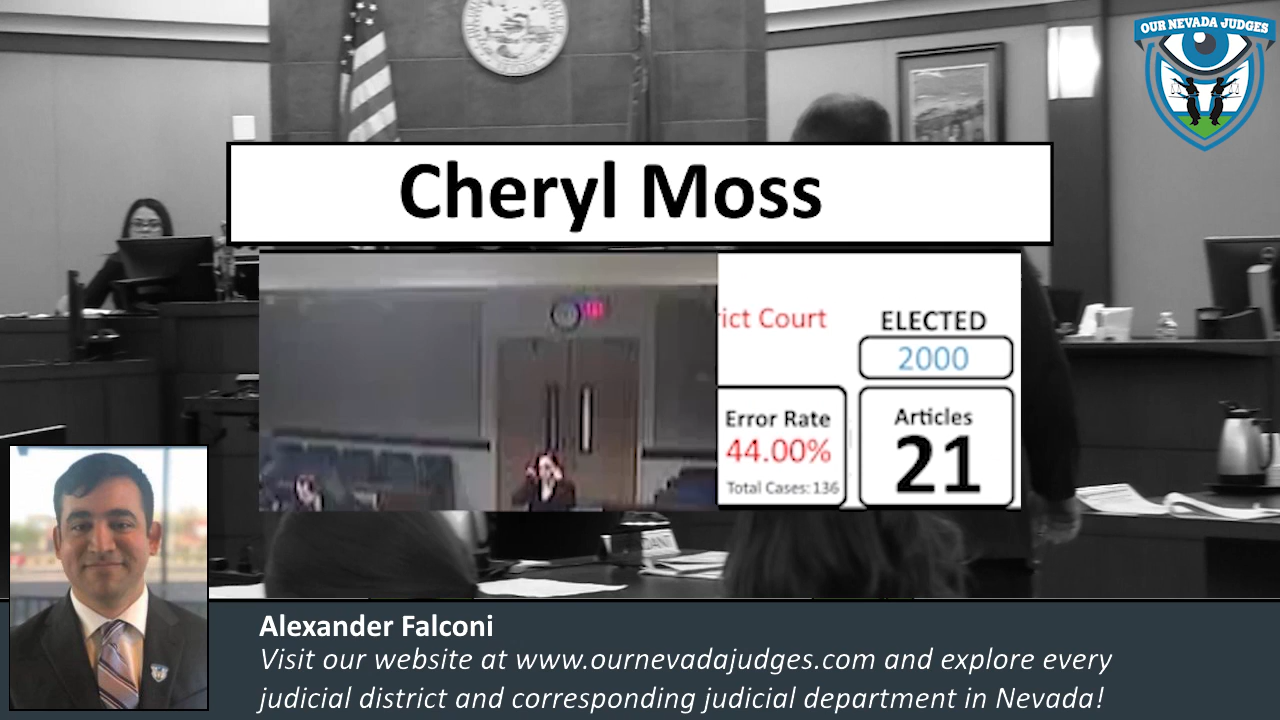 OUR NEVADA JUDGES
Cheryl Moss
rict Court
ELECTED
2000
Error Rate
44.00%
Total Cases:136
Articles
21
Alexander Falconi
Visit our website at www.ournevadajudges.com and explore every
judicial district and corresponding judicial department in Nevada!